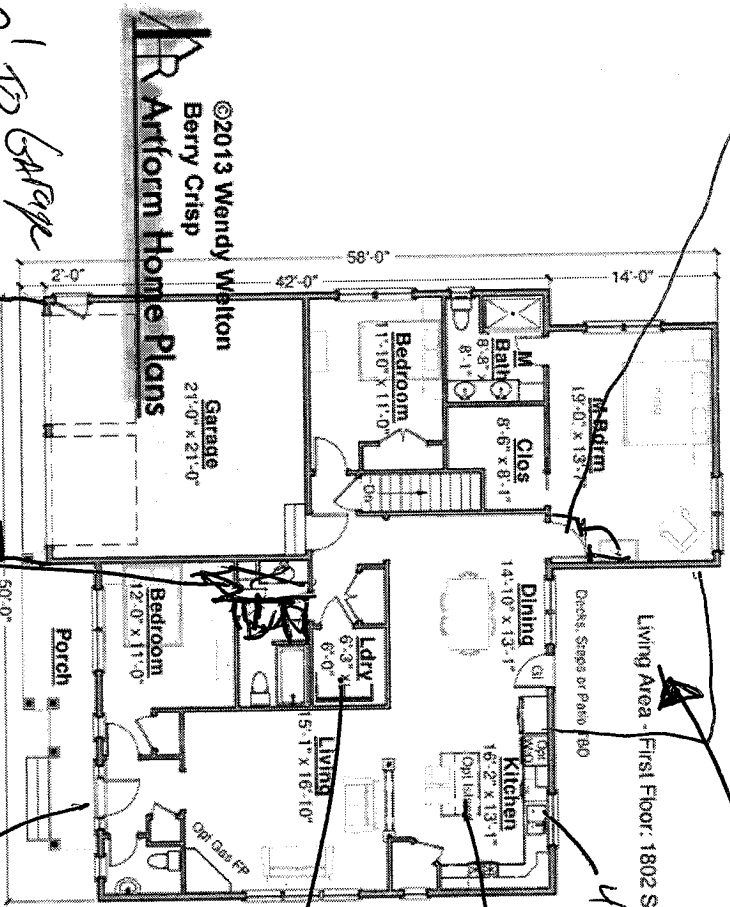 ©2013 Wendy Welton
Berry Crisp
Artform Home Plans
TO GARAGE
58'-0"
2'-0"
42'-0"
14'-0"
50'-0"
Living Area - First Floor: 1802 S
Decks, Steps or Patio TBD
M Bdrm
M
Bath
8'-8" x
8'-1"
Clos
8'-6" x 8'-1"
Bedroom
11'-10" x 11'-0"
Garage
21'-0" x 21'-0"
Dn
Dining
14'-10" x 13'-1"
Gl
Kitchen
16'-2" x 13'-1"
Opt Island
Opt
Ldry
6'-3" x
6'-0"
Living
15'-1" x 16'-10"
Opt Gas FP
Bedroom
12'-0" x 11'-0"
Porch